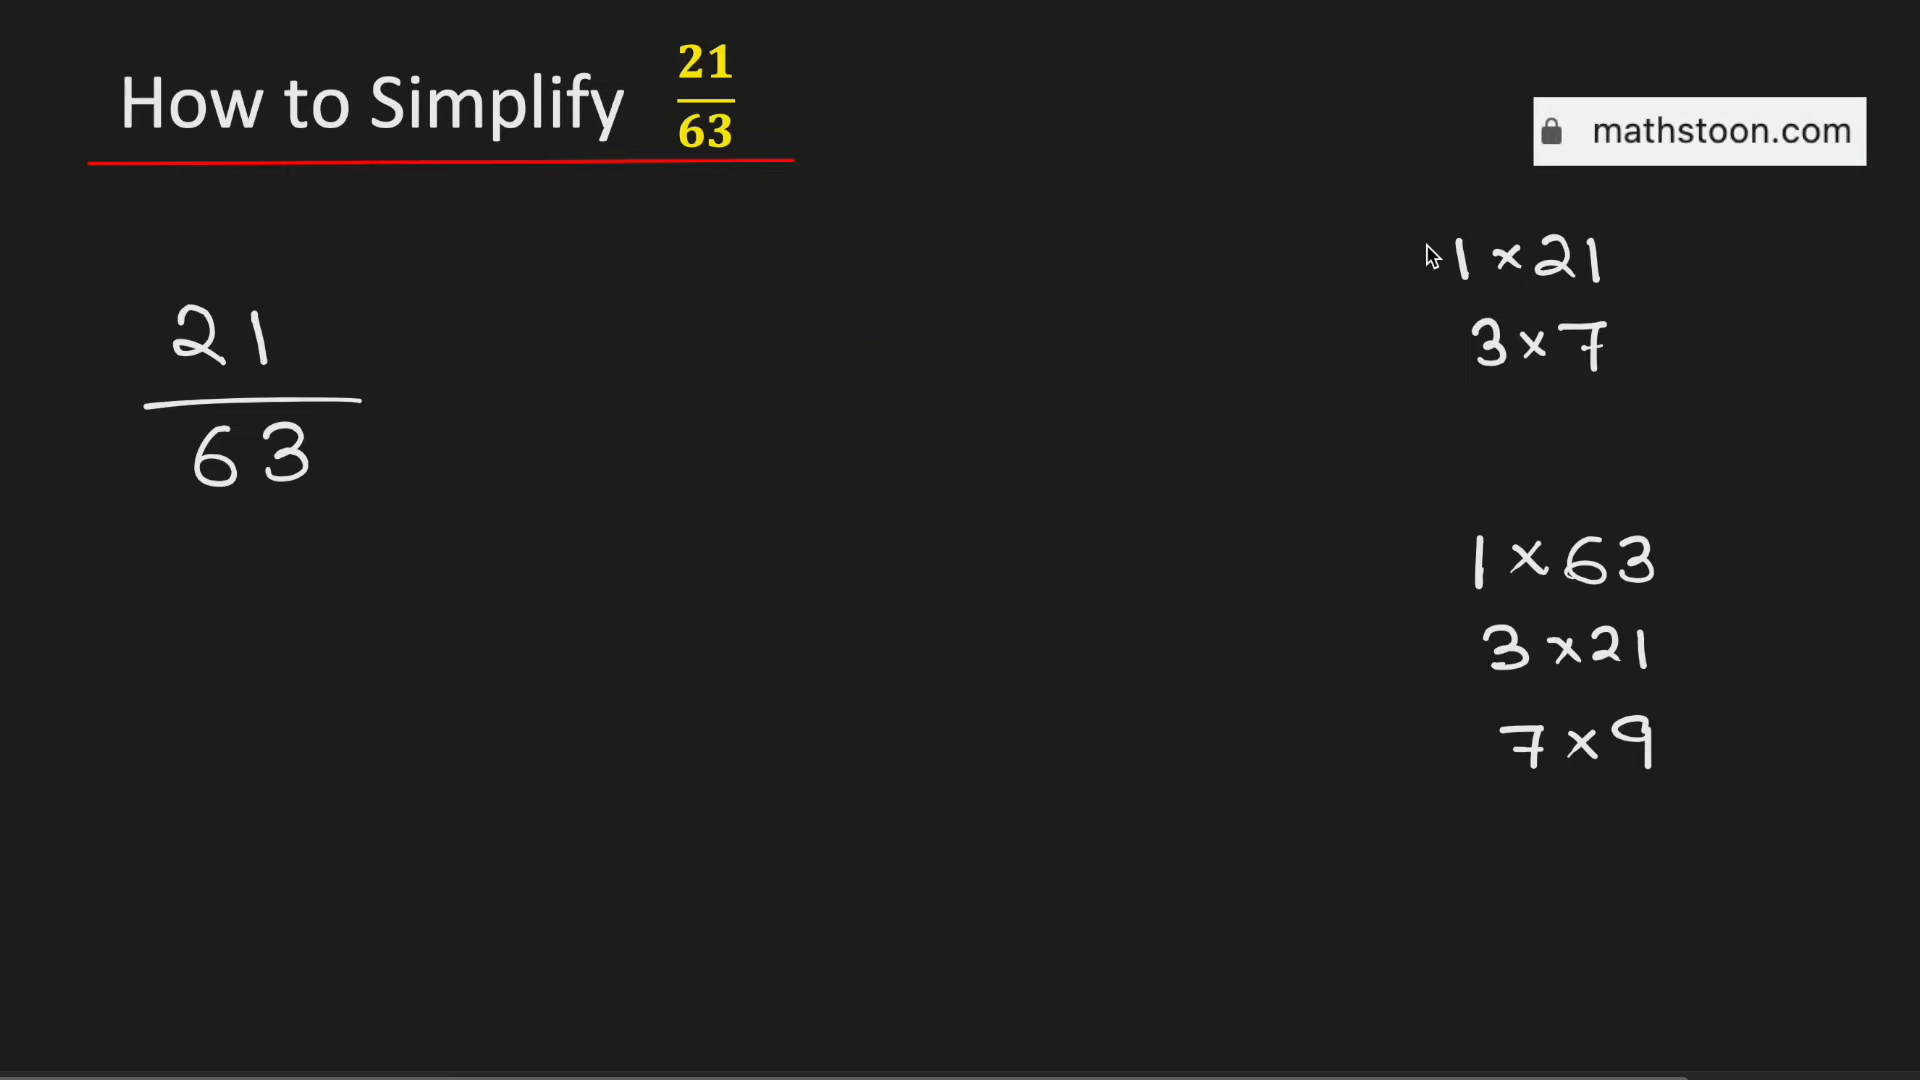 How to Simplify 21/63
mathstoon.com
21
63
1 × 21
3 × 7
1 × 63
3 × 21
7 × 9